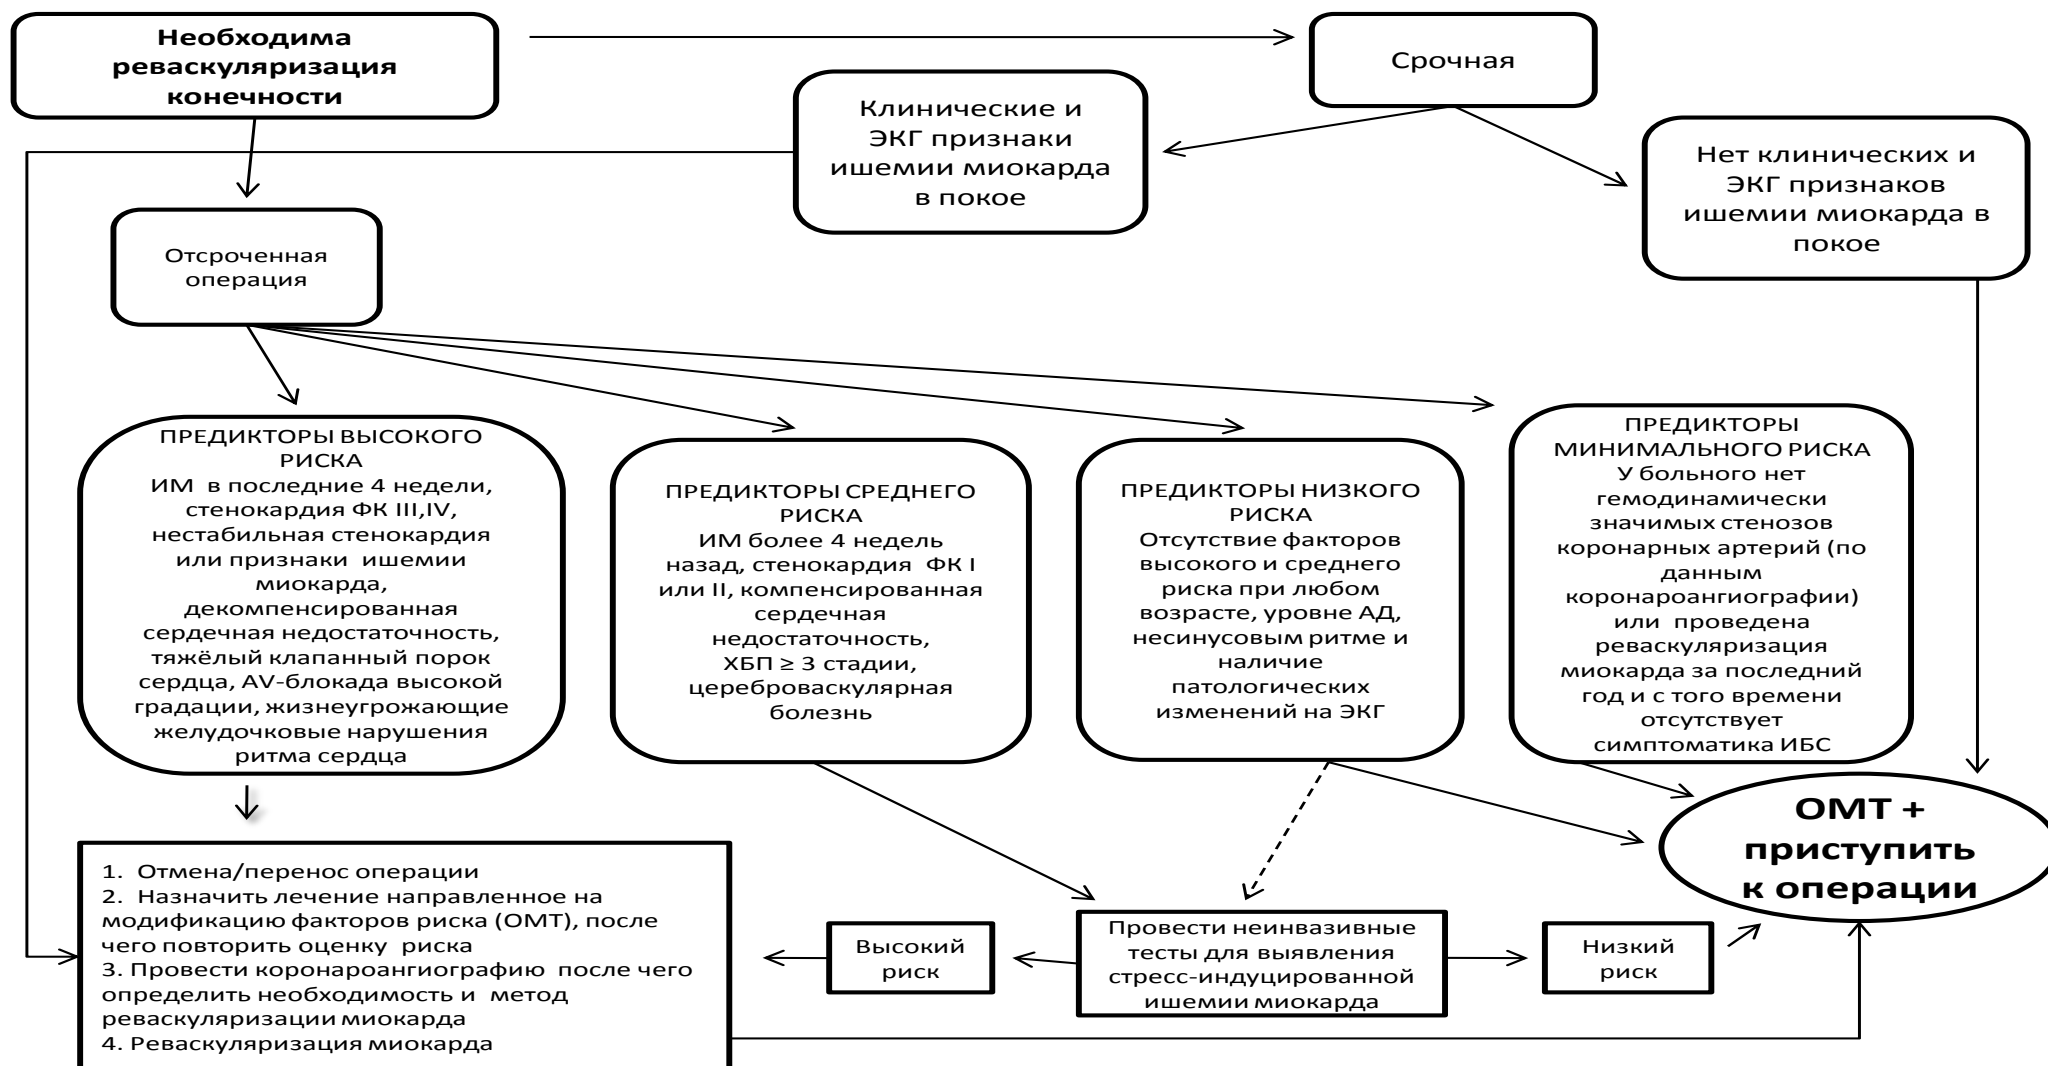 Необходима
реваскуляризация
конечности
Срочная
Клинические и
ЭКГ признаки
ишемии миокарда
в покое
Нет клинических и
ЭКГ признаков
ишемии миокарда в
покое
Отсроченная
операция
ПРЕДИКТОРЫ ВЫСОКОГО
РИСКА
ИМ в последние 4 недели,
стенокардия ФК III,IV,
нестабильная стенокардия
или признаки ишемии
миокарда,
декомпенсированная
сердечная недостаточность,
тяжёлый клапанный порок
сердца, AV-блокада высокой
градации, жизнеугрожающие
желудочковые нарушения
ритма сердца
ПРЕДИКТОРЫ СРЕДНЕГО
РИСКА
ИМ более 4 недель
назад, стенокардия ФК I
или II, компенсированная
сердечная
недостаточность,
ХБП ≥ 3 стадии,
цереброваскулярная
болезнь
ПРЕДИКТОРЫ НИЗКОГО
РИСКА
Отсутствие факторов
высокого и среднего
риска при любом
возрасте, уровне АД,
несинусовым ритме и
наличие
патологических
изменений на ЭКГ
ПРЕДИКТОРЫ
МИНИМАЛЬНОГО РИСКА
У больного нет
гемодинамически
значимых стенозов
коронарных артерий (по
данным
коронароангиографии)
или проведена
реваскуляризация
миокарда за последний
год и с того времени
отсутствует
симптоматика ИБС
ОМТ +
приступить
к операции
1. Отмена/перенос операции
2. Назначить лечение направленное на
модификацию факторов риска (ОМТ), после
чего повторить оценку риска
3. Провести коронароангиографию после чего
определить необходимость и метод
реваскуляризации миокарда
4. Реваскуляризация миокарда
Высокий
риск
Провести неинвазивные
тесты для выявления
стресс-индуцированной
ишемии миокарда
Низкий
риск